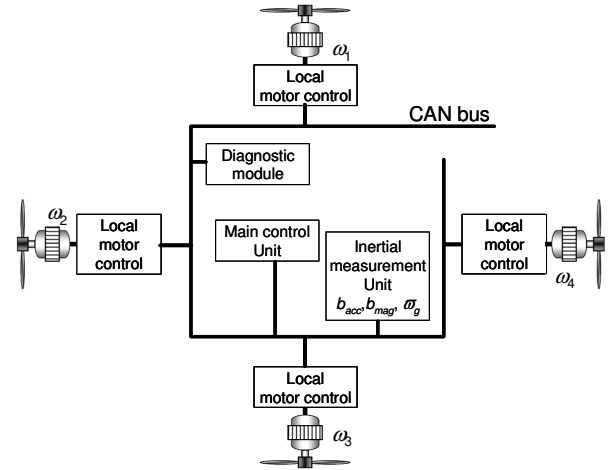 ω1
Local
motor control
CAN bus
Diagnostic
module
ω2
Local
motor
control
Main control
Unit
Inertial
measurement
Unit
bacc, bmag, ϖg
Local
motor
control
ω4
Local
motor control
ω3